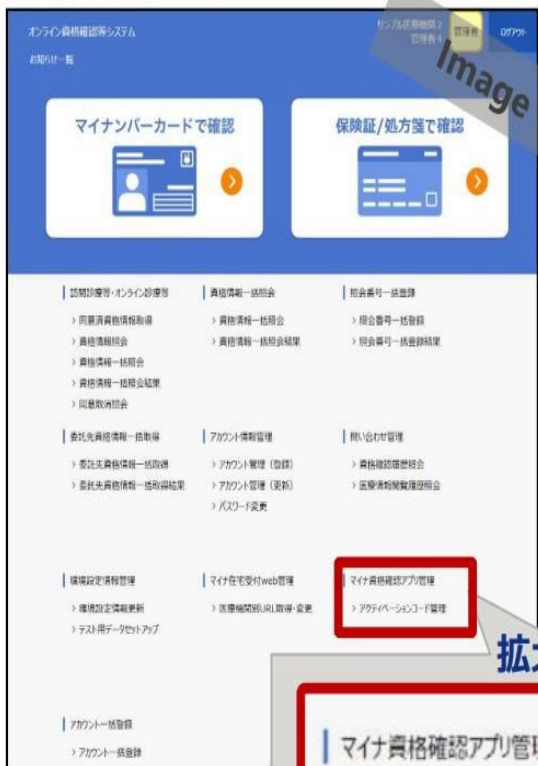 オンライン資格確認等システム
サンプル医療機関2
管理者4
管理者
ログアウト
お知らせ一覧
Image
マイナンバーカードで確認
保険証/処方箋で確認
訪問診療等・オンライン診療等
資格情報一括照会
照会番号一括登録
> 同意済資格情報取得
> 資格情報一括照会
> 照会番号一括登録
> 資格情報照会
> 資格情報一括照会結果
> 照会番号一括登録結果
> 資格情報一括照会
> 資格情報一括照会結果
> 同意取消照会
委託先資格情報一括取得
アカウント情報管理
問い合わせ管理
> 委託先資格情報一括取得
> アカウント管理（登録）
> 資格確認履歴照会
> 委託先資格情報一括取得結果
> アカウント管理（更新）
> 医療情報閲覧履歴照会
> パスワード変更
環境設定情報管理
マイナ在宅受付web管理
マイナ資格確認アプリ管理
> 環境設定情報更新
> 医療機関別URL取得・変更
> アクティベーションコード管理
> テスト用データセットアップ
アカウント一括登録
> アカウント一括登録
マイナ資格確認アプリ管理